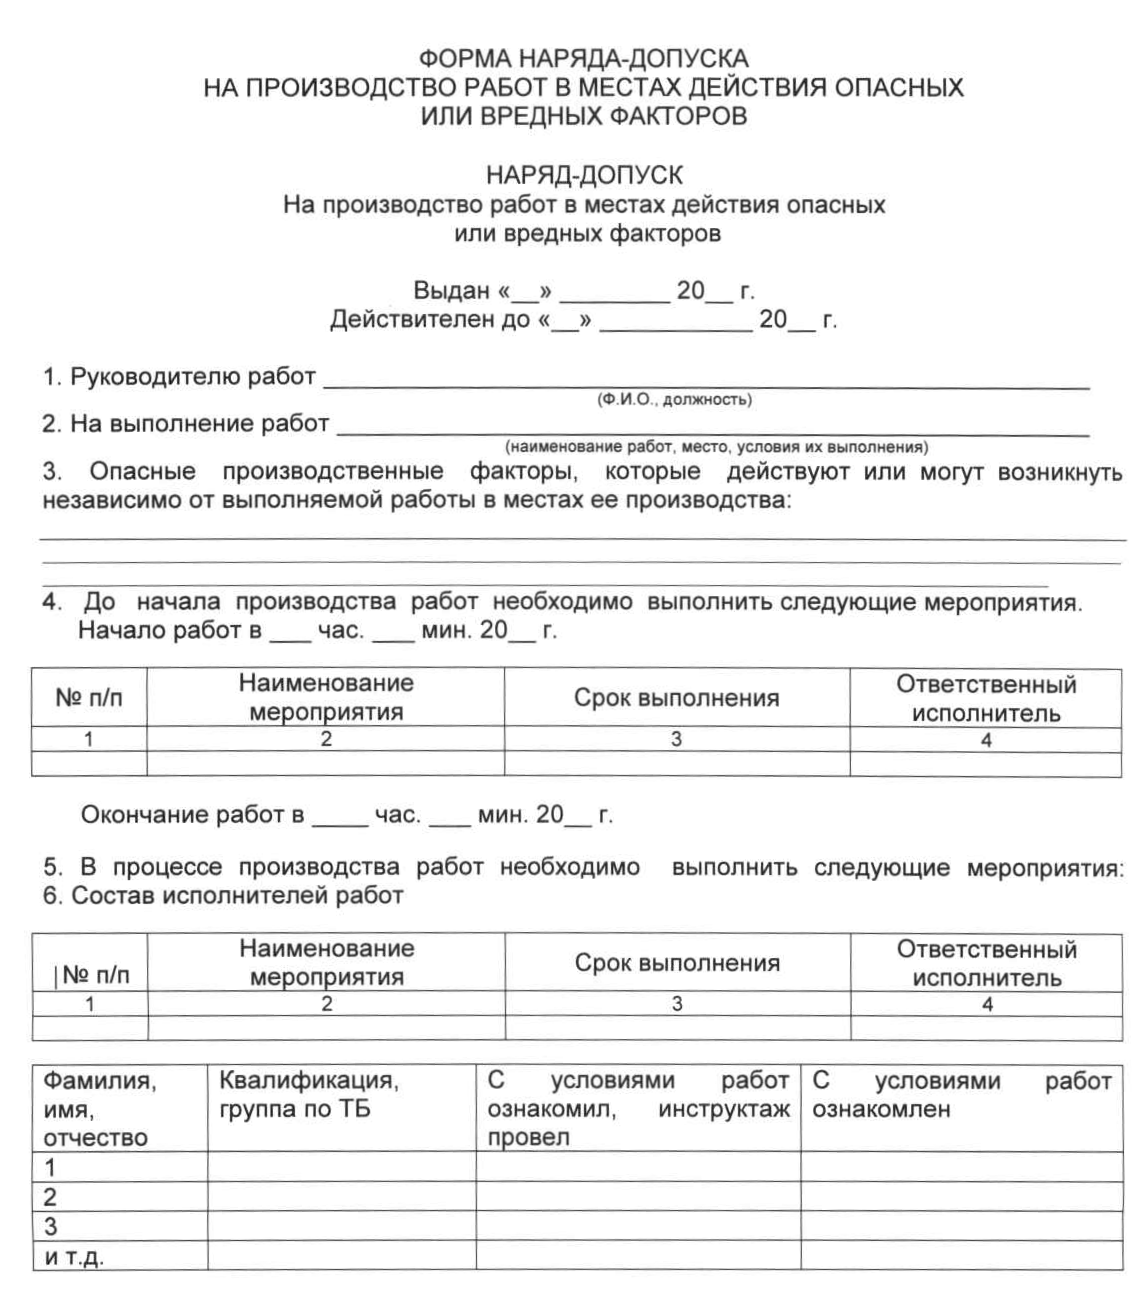 ФОРМА НАРЯДА-ДОПУСКА
НА ПРОИЗВОДСТВО РАБОТ В МЕСТАХ ДЕЙСТВИЯ ОПАСНЫХ
ИЛИ ВРЕДНЫХ ФАКТОРОВ
НАРЯД-ДОПУСК
На производство работ в местах действия опасных
или вредных факторов
Выдан «__» ________ 20__ г.
Действителен до «__» ___________ 20__ г.
1. Руководителю работ ____________________
(Ф.И.О., должность)
2. На выполнение работ ____________________
(наименование работ, место, условия их выполнения)
3. Опасные производственные факторы, которые действуют или могут возникнуть
независимо от выполняемой работы в местах ее производства:
4. До начала производства работ необходимо выполнить следующие мероприятия.
Начало работ в ___ час. ___ мин. 20__ г.
№ п/п Наименование мероприятия Срок выполнения Ответственный исполнитель
1 2 3 4
Окончание работ в ____ час. ___ мин. 20__ г.
5. В процессе производства работ необходимо выполнить следующие мероприятия:
6. Состав исполнителей работ
|№ п/п Наименование мероприятия Срок выполнения Ответственный исполнитель
1 2 3 4
Фамилия, имя, отчество Квалификация, группа по ТБ С условиями работ ознакомил, инструктаж провел С условиями работ ознакомлен
1
2
3
и т.д.